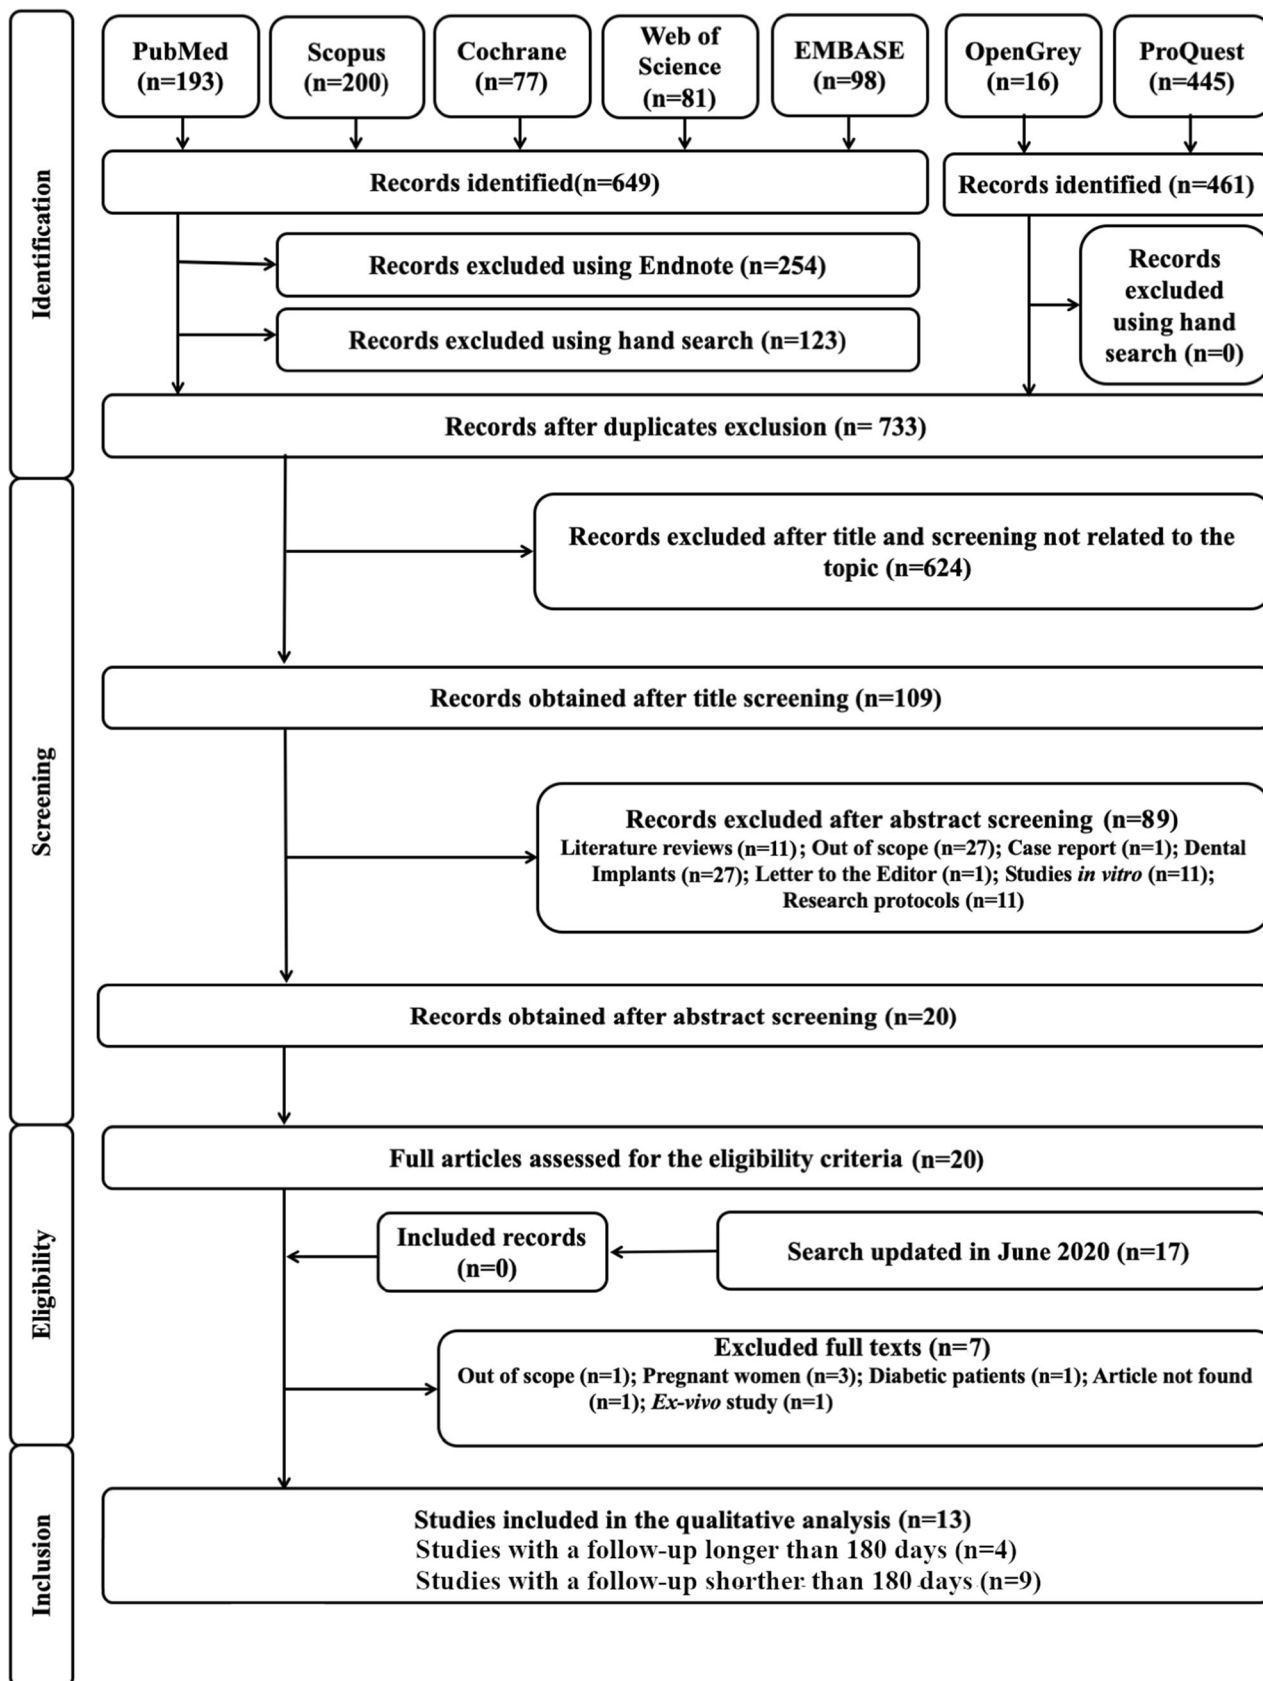 PubMed
(n=193)
Scopus
(n=200)
Cochrane
(n=77)
Web of
Science
(n=81)
EMBASE
(n=98)
OpenGrey
(n=16)
ProQuest
(n=445)
Identification
Records identified(n=649)
Records identified (n=461)
Records excluded using Endnote (n=254)
Records excluded using hand search (n=123)
Records
excluded
using hand
search (n=0)
Records after duplicates exclusion (n= 733)
Screening
Records excluded after title and screening not related to the
topic (n=624)
Records obtained after title screening (n=109)
Records excluded after abstract screening (n=89)
Literature reviews (n=11); Out of scope (n=27); Case report (n=1); Dental
Implants (n=27); Letter to the Editor (n=1); Studies in vitro (n=11);
Research protocols (n=11)
Records obtained after abstract screening (n=20)
Eligibility
Full articles assessed for the eligibility criteria (n=20)
Included records
(n=0)
Search updated in June 2020 (n=17)
Excluded full texts (n=7)
Out of scope (n=1); Pregnant women (n=3); Diabetic patients (n=1); Article not found
(n=1); Ex-vivo study (n=1)
Inclusion
Studies included in the qualitative analysis (n=13)
Studies with a follow-up longer than 180 days (n=4)
Studies with a follow-up shorther than 180 days (n=9)